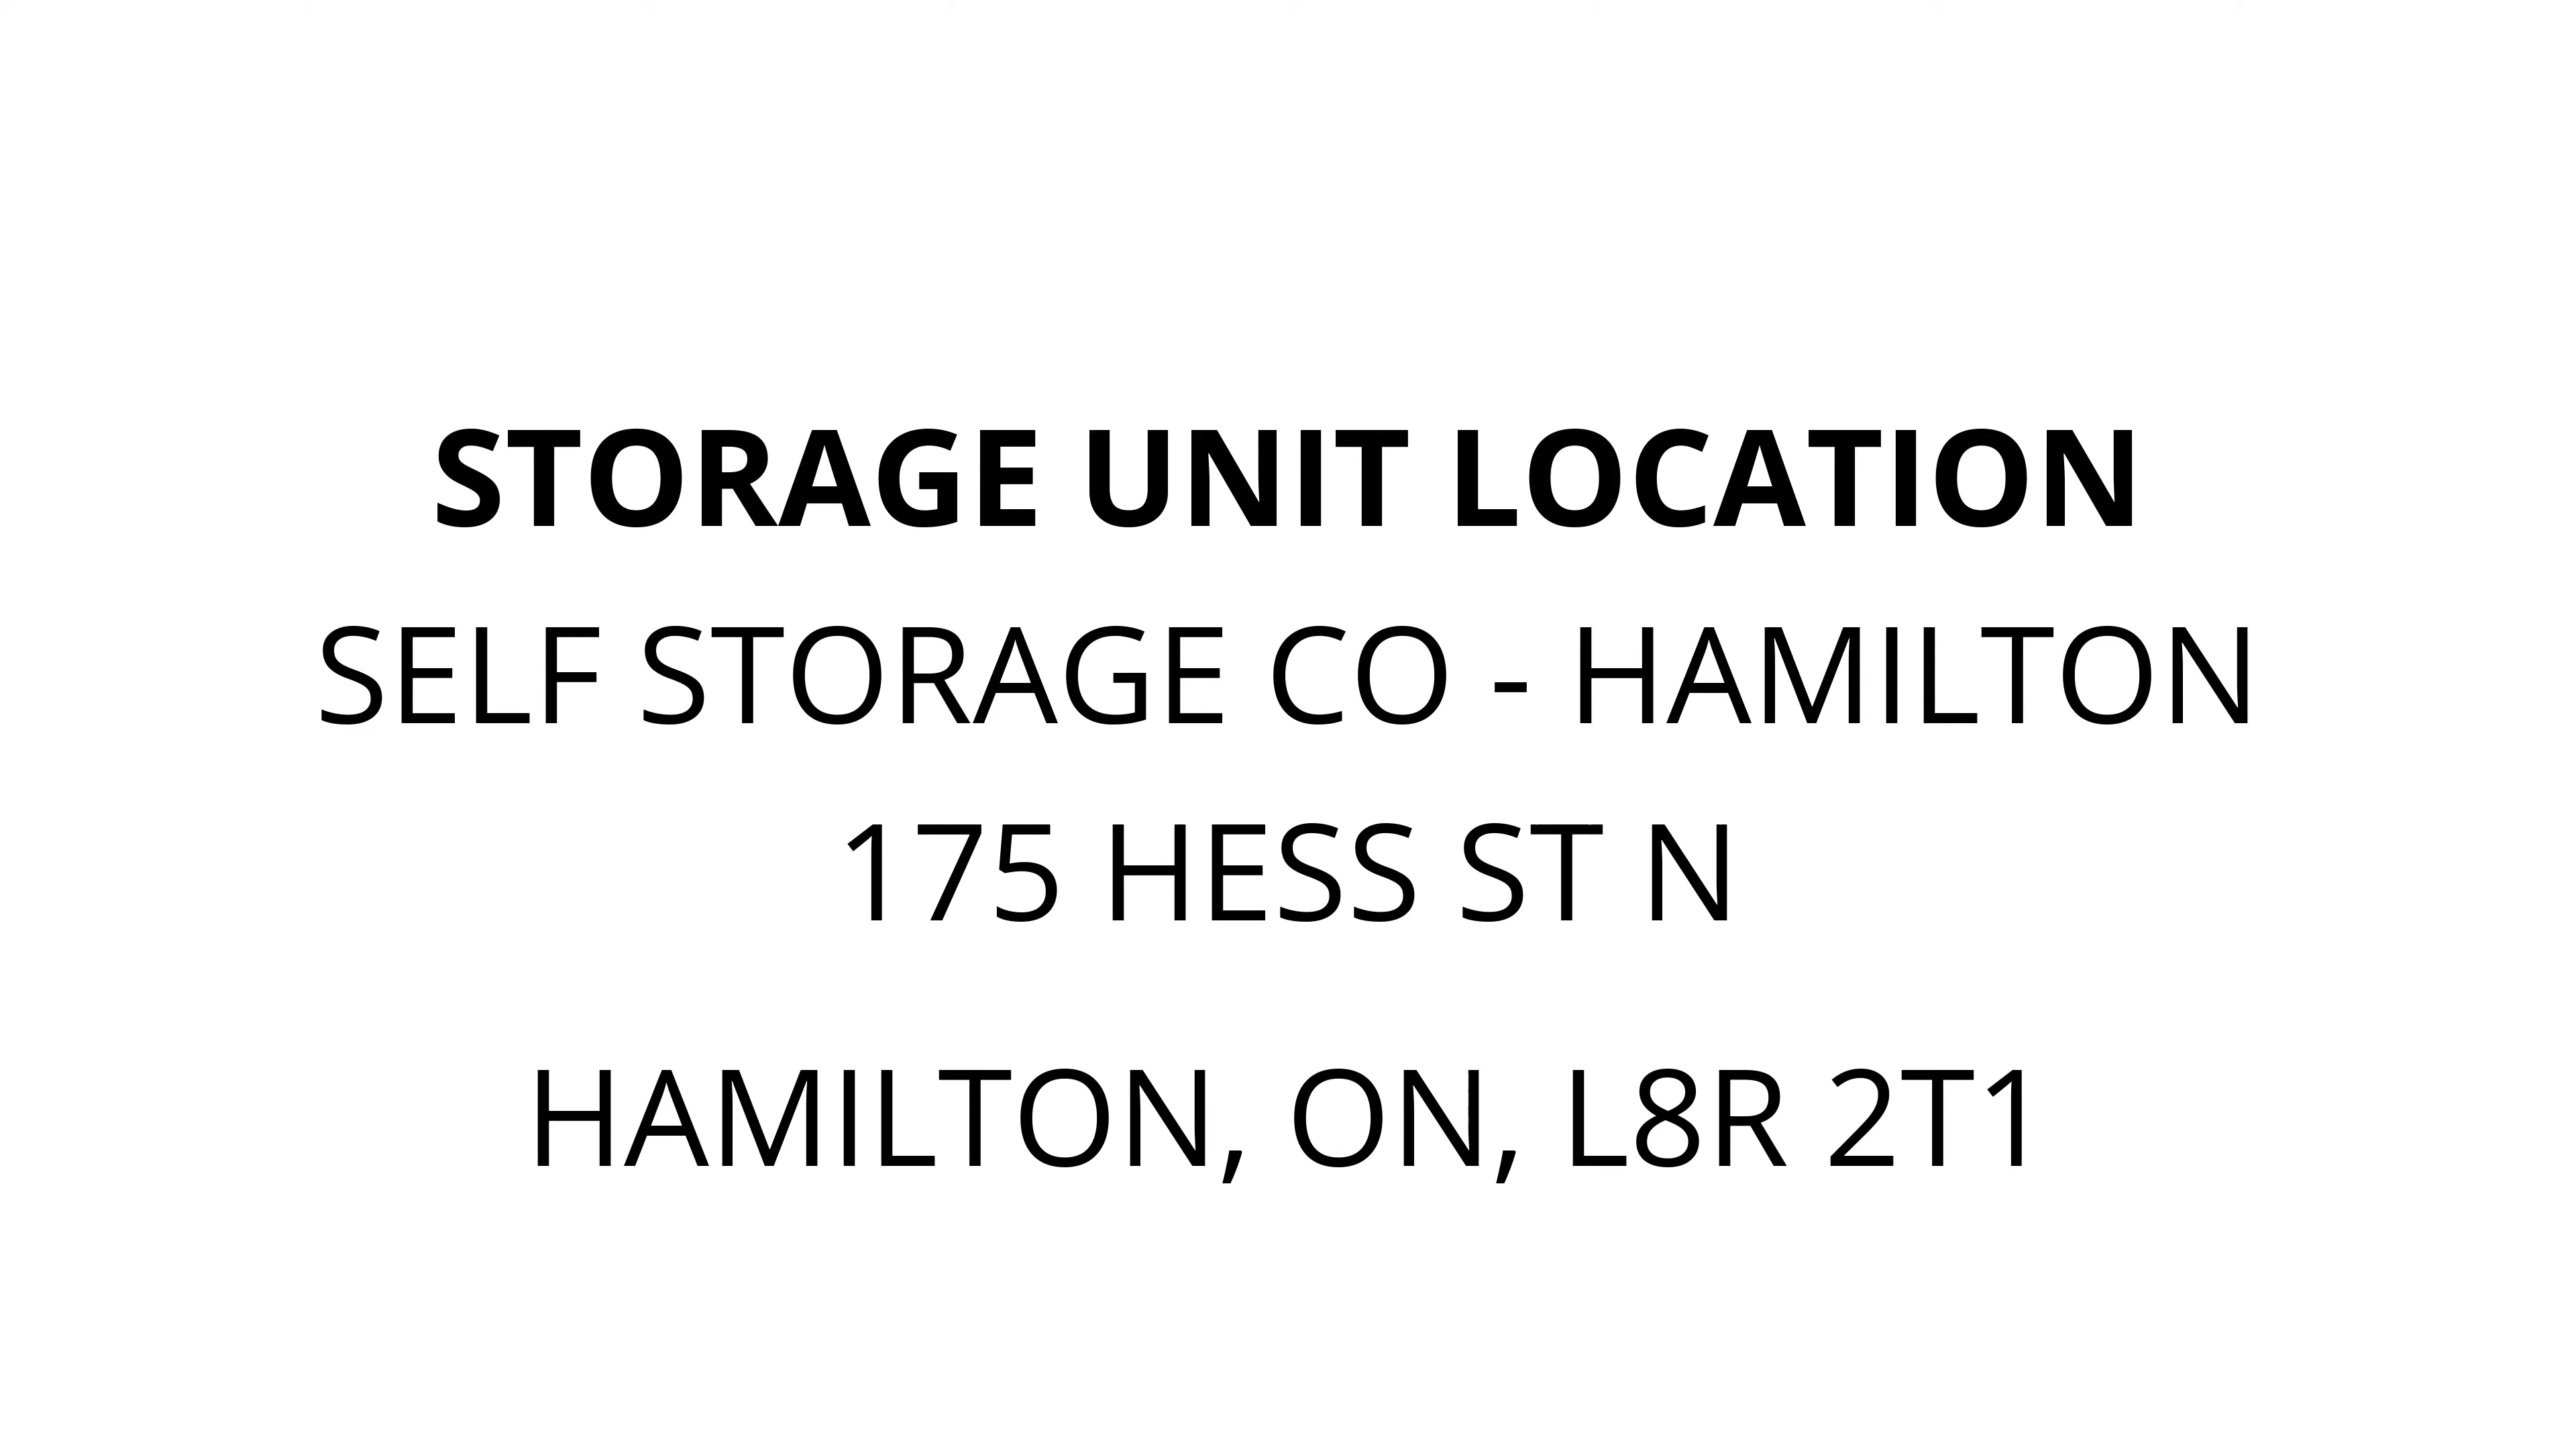 STORAGE UNIT LOCATION
SELF STORAGE CO - HAMILTON
175 HESS ST N
HAMILTON, ON, L8R 2T1